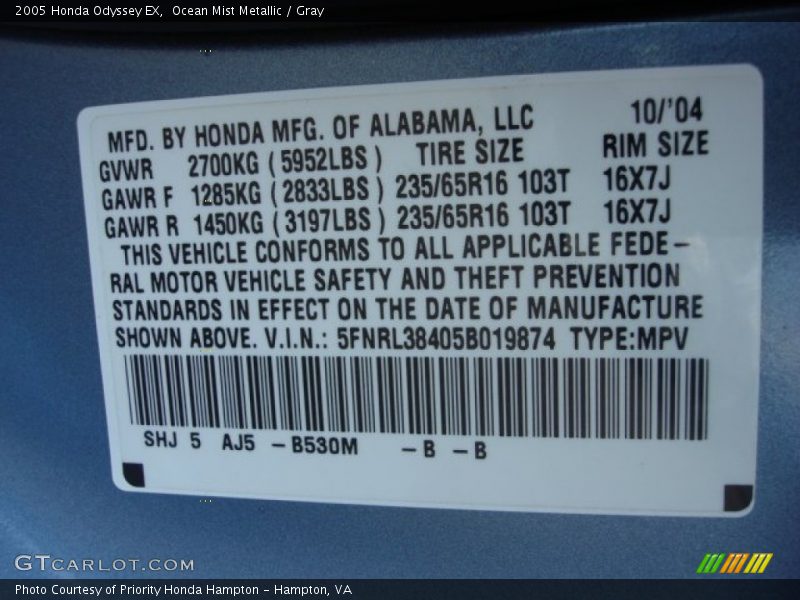 2005 Honda Odyssey EX,  Ocean Mist Metallic / Gray
MFD. BY HONDA MFG. OF ALABAMA, LLC 10/'04
GVWR 2700KG (5952LBS) TIRE SIZE RIM SIZE
GAWR F 1285KG (2833LBS) 235/65R16 103T 16X7J
GAWR R 1450KG (3197LBS) 235/65R16 103T 16X7J
THIS VEHICLE CONFORMS TO ALL APPLICABLE FEDE-
RAL MOTOR VEHICLE SAFETY AND THEFT PREVENTION
STANDARDS IN EFFECT ON THE DATE OF MANUFACTURE
SHOWN ABOVE. V.I.N.: 5FNRL38405B019874 TYPE:MPV
SHJ 5 AJ5 -B530M -B -B
GTCARLOT.COM
Photo Courtesy of Priority Honda Hampton - Hampton, VA